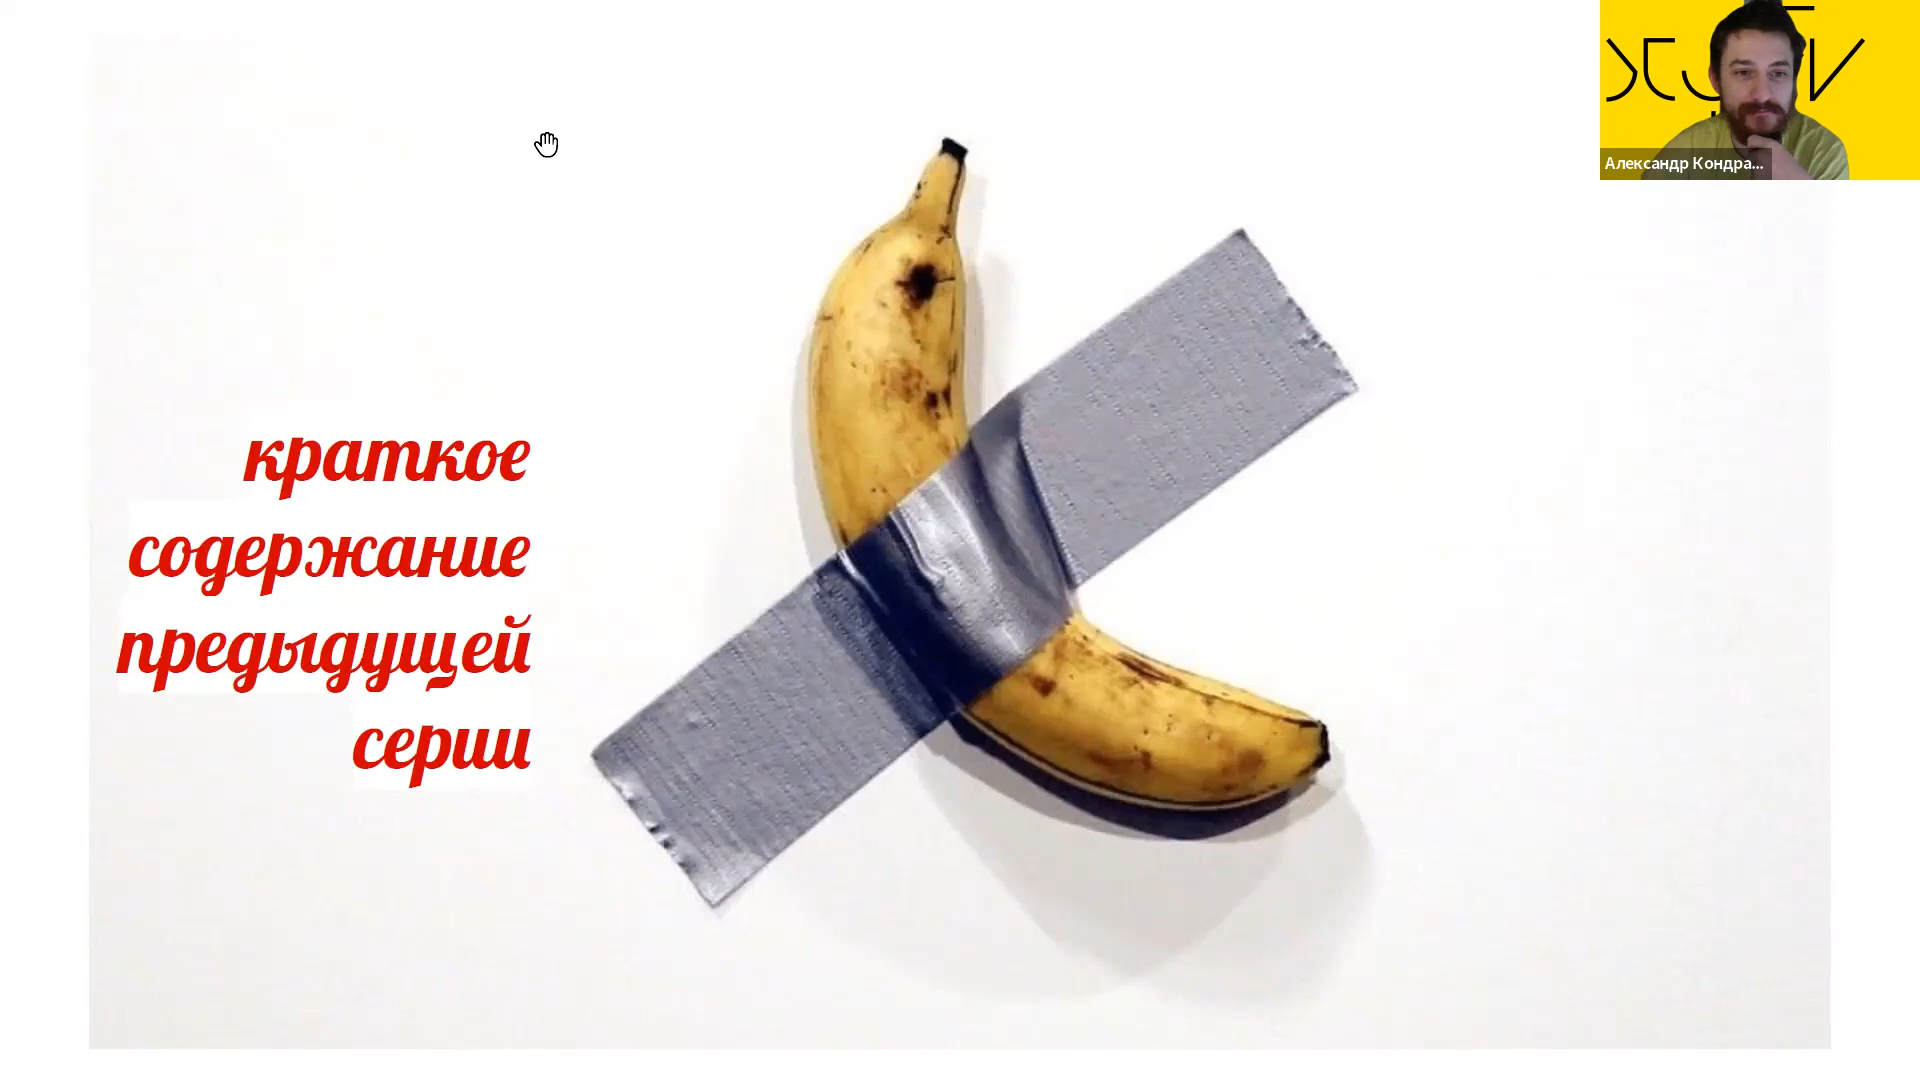 краткое
содержание
предыдущей
серии
Александр Кондра...